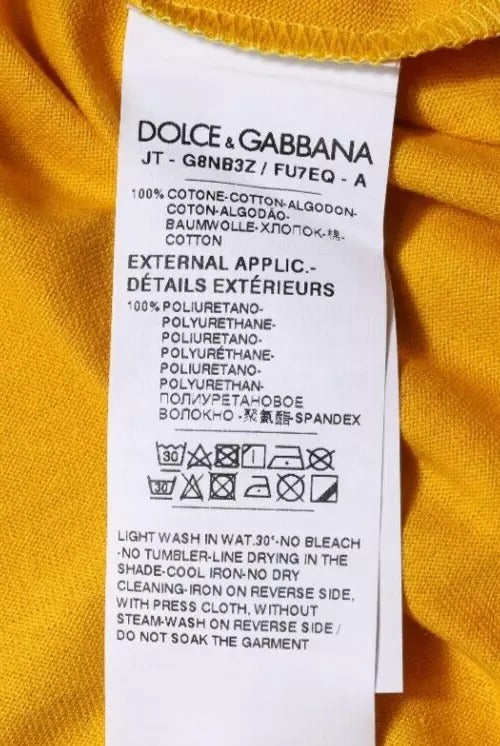 DOLCE & GABBANA
JT - G8NB3Z / FU7EQ - A
100% COTONE-COTTON-ALGODON-
COTON-ALGODÃO-
BAUMWOLLE-ХЛОПОК-棉-
COTTON
EXTERNAL APPLIC.-
DÉTAILS EXTÉRIEURS
100% POLIURETANO-
POLYURETHANE-
POLIURETANO-
POLYURÉTHANE-
POLIURETANO-
POLYURETHAN-
ПОЛИУРЕТАНОВОЕ
ВОЛОКНО -聚氨酯-SPANDEX
30
30
LIGHT WASH IN WAT.30°-NO BLEACH
-NO TUMBLER-LINE DRYING IN THE
SHADE-COOL IRON-NO DRY
CLEANING-IRON ON REVERSE SIDE,
WITH PRESS CLOTH, WITHOUT
STEAM-WASH ON REVERSE SIDE /
DO NOT SOAK THE GARMENT